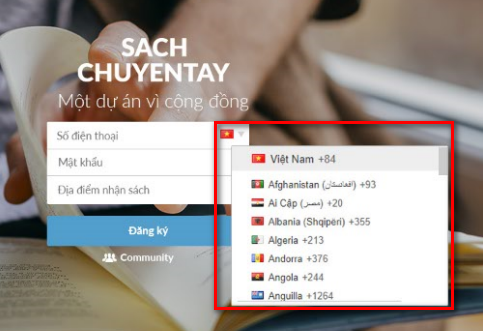 SACH
CHUYENTAY
Một dự án vì cộng đồng
Số điện thoại
Mật khẩu
Địa điểm nhận sách
Đăng ký
Community
Việt Nam +84
Afghanistan (‫افغانستان‬‎) +93
Ai Cập (‫مصر‬‎) +20
Albania (Shqipëri) +355
Algeria +213
Andorra +376
Angola +244
Anguilla +1264